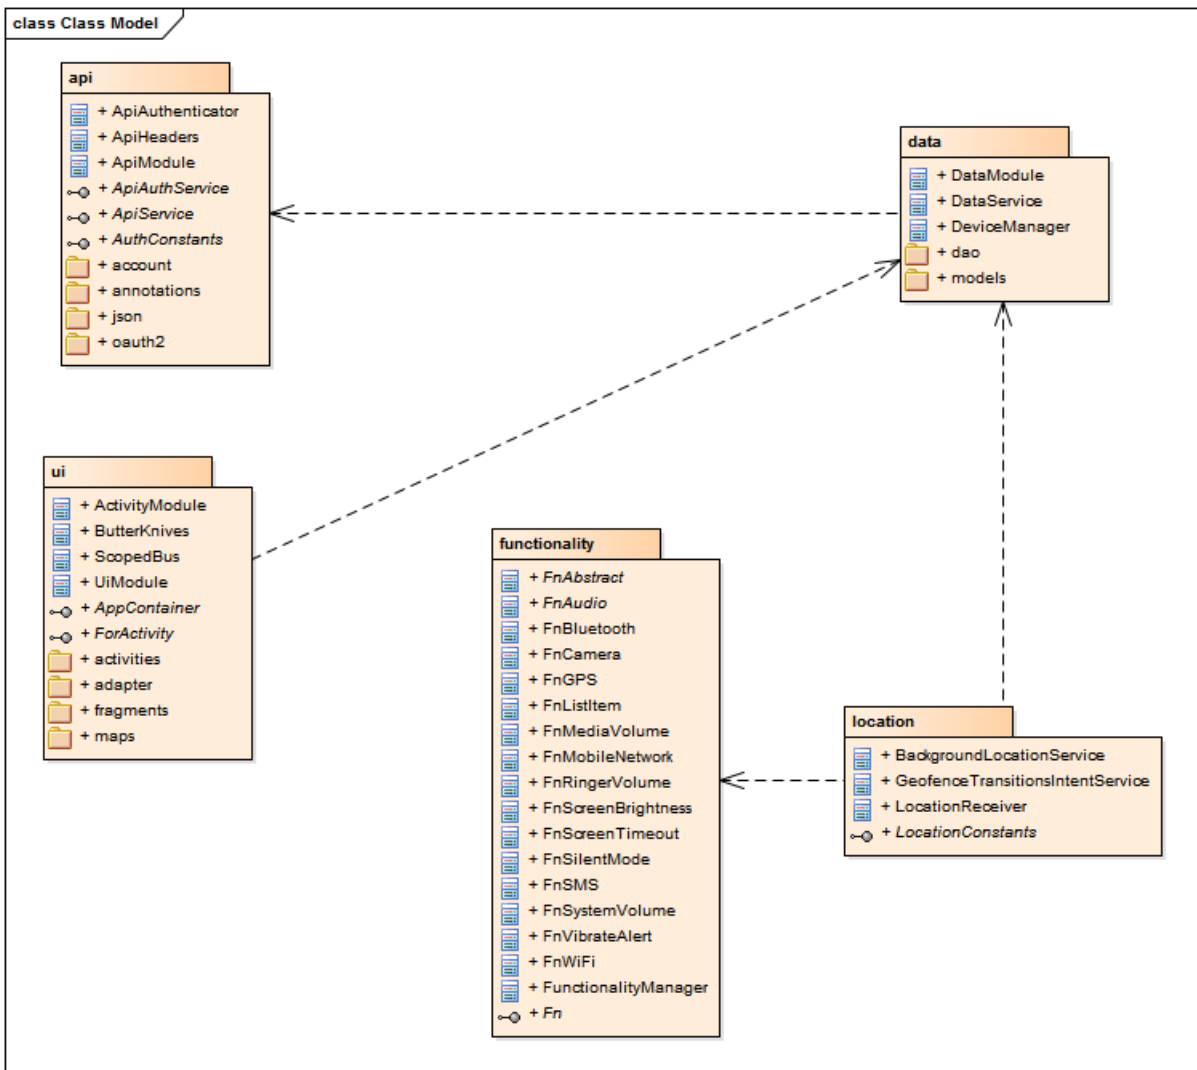 class Class Model
api
+ ApiAuthenticator
+ ApiHeaders
+ ApiModule
+ ApiAuthService
+ ApiService
+ AuthConstants
+ account
+ annotations
+ json
+ oauth2
data
+ DataModule
+ DataService
+ DeviceManager
+ dao
+ models
ui
+ ActivityModule
+ ButterKnives
+ ScopedBus
+ UiModule
+ AppContainer
+ ForActivity
+ activities
+ adapter
+ fragments
+ maps
functionality
+ FnAbstract
+ FnAudio
+ FnBluetooth
+ FnCamera
+ FnGPS
+ FnListItem
+ FnMediaVolume
+ FnMobileNetwork
+ FnRingerVolume
+ FnScreenBrightness
+ FnScreenTimeout
+ FnSilentMode
+ FnSMS
+ FnSystemVolume
+ FnVibrateAlert
+ FnWiFi
+ FunctionalityManager
+ Fn
location
+ BackgroundLocationService
+ GeofenceTransitionsIntentService
+ LocationReceiver
+ LocationConstants